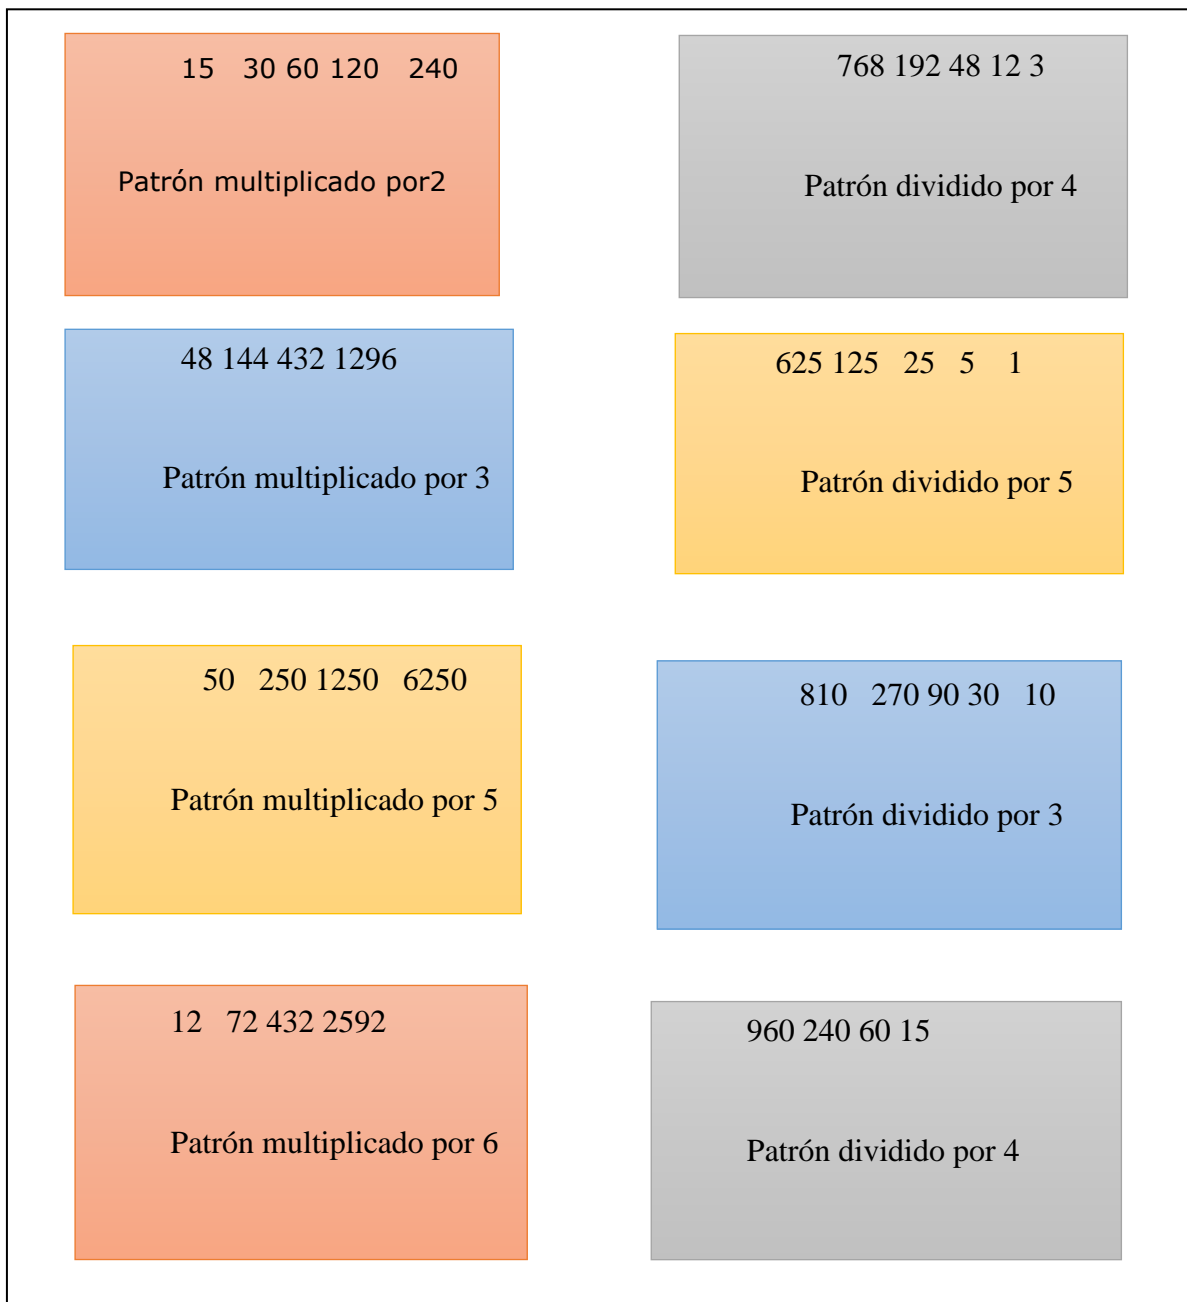 15 30 60 120 240
Patrón multiplicado por2
768 192 48 12 3
Patrón dividido por 4
48 144 432 1296
Patrón multiplicado por 3
625 125 25 5 1
Patrón dividido por 5
50 250 1250 6250
Patrón multiplicado por 5
810 270 90 30 10
Patrón dividido por 3
12 72 432 2592
Patrón multiplicado por 6
960 240 60 15
Patrón dividido por 4